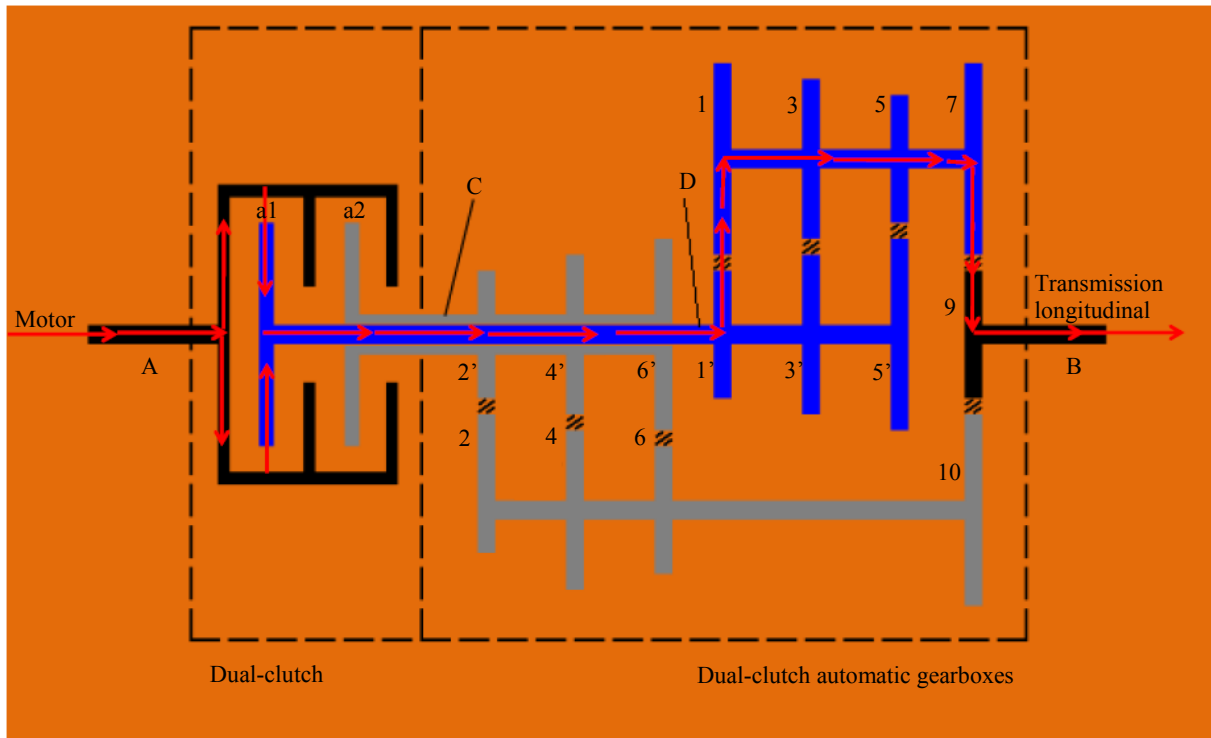 1
3
5
7
C
D
a1
a2
Motor
9
Transmission
longitudinal
A
B
2’
4’
6’
1’
3’
5’
2
4
6
10
Dual-clutch
Dual-clutch automatic gearboxes